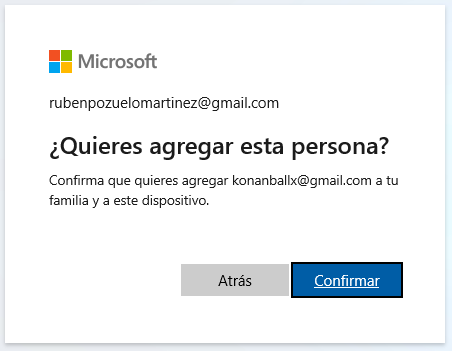 Microsoft
rubenpozuelomartinez@gmail.com
¿Quieres agregar esta persona?
Confirma que quieres agregar konanballx@gmail.com a tu
familia y a este dispositivo.
Atrás
Confirmar